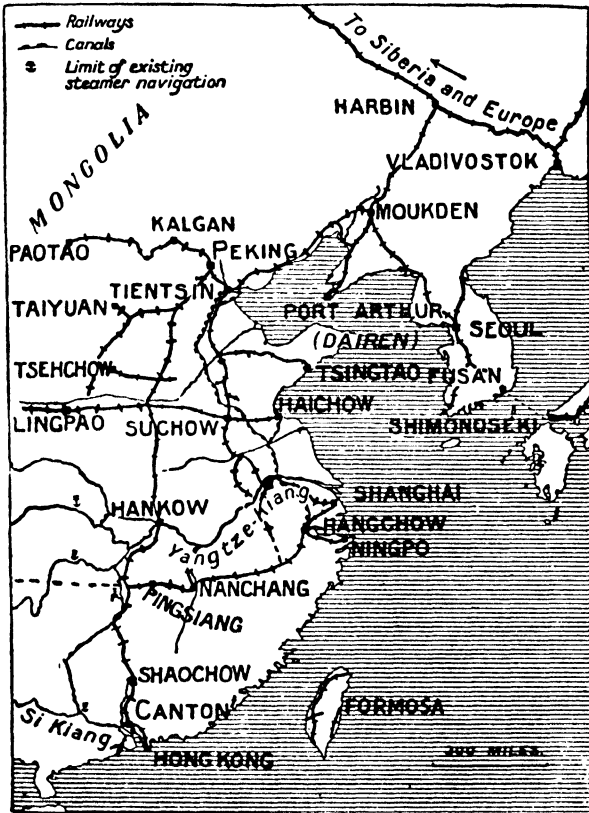 Railways
Canals
Limit of existing
steamer navigation
To Siberia and Europe
HARBIN
MONGOLIA
VLADIVOSTOK
MOUKDEN
KALGAN
PEKING
PAOTAO
TIENTSIN
TAIYUAN
PORT ARTHUR
(DAIREN)
SEOUL
TSEHCHOW
TSINGTAO
FUSAN
HAICHOW
LINGPAO
SUCHOW
SHIMONOSEKI
SHANGHAI
HANKOW
Yangtze-Kiang
HANGCHOW
NINGPO
NANCHANG
PINGSIANG
SHAOCHOW
CANTON
FORMOSA
Si Kiang
HONG KONG
300 MILES.